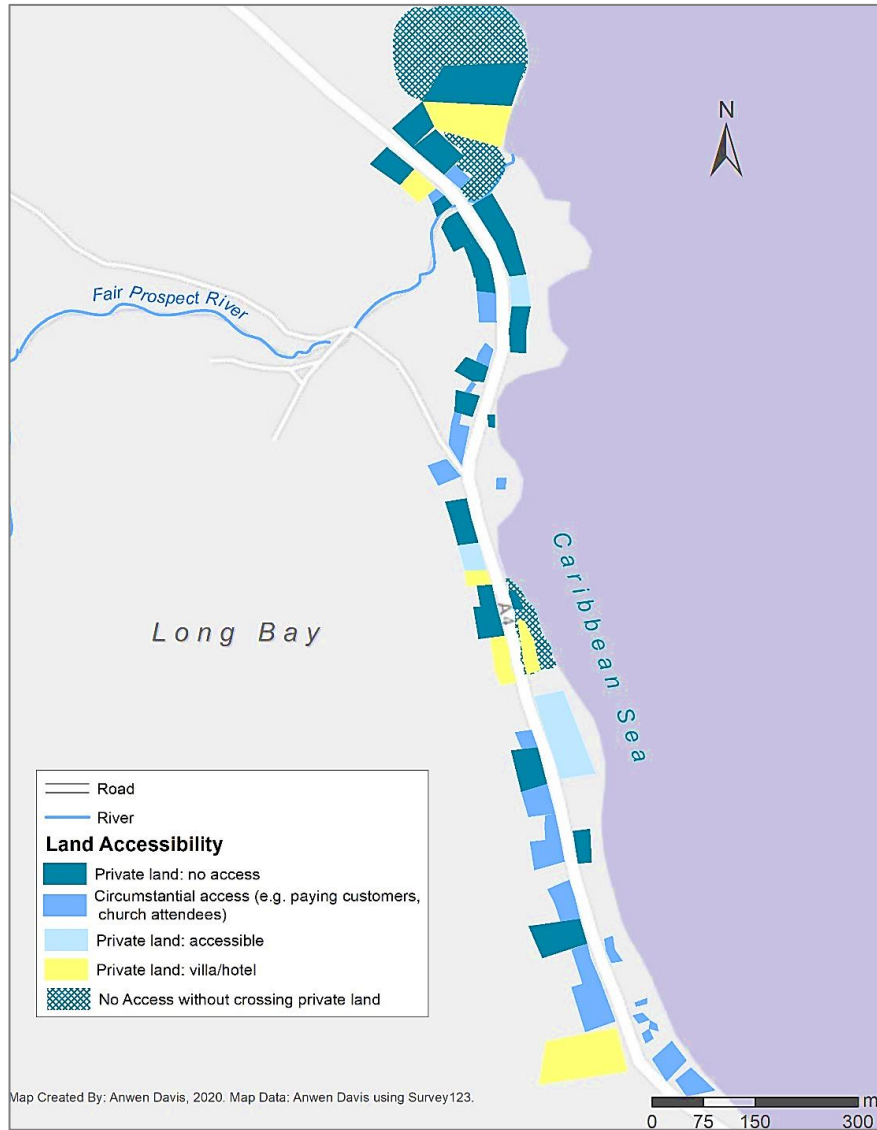 N
Fair Prospect River
Caribbean Sea
A4
Long Bay
Road
River
Land Accessibility
Private land: no access
Circumstantial access (e.g. paying customers,
church attendees)
Private land: accessible
Private land: villa/hotel
No Access without crossing private land
Map Created By: Anwen Davis, 2020. Map Data: Anwen Davis using Survey123.
m
0 75 150 300